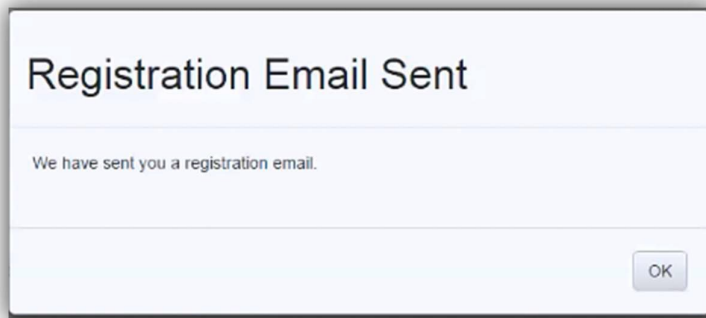 Registration Email Sent
We have sent you a registration email.
OK